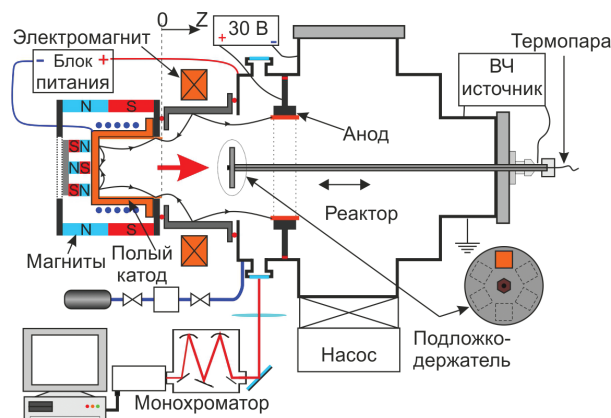 0
Z
30 В
+
-
Электромагнит
Термопара
- Блок +
питания
ВЧ
источник
N S
Анод
S N
N S
S N
Реактор
N S
Магниты
Полый
катод
Подложко-
держатель
Насос
Монохроматор